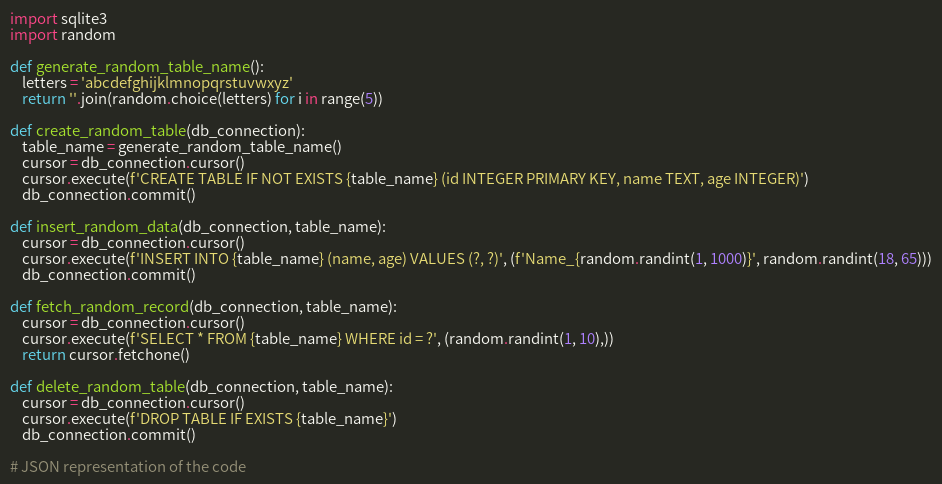 import sqlite3
import random

def generate_random_table_name():
    letters = 'abcdefghijklmnopqrstuvwxyz'
    return ''.join(random.choice(letters) for i in range(5))

def create_random_table(db_connection):
    table_name = generate_random_table_name()
    cursor = db_connection.cursor()
    cursor.execute(f'CREATE TABLE IF NOT EXISTS {table_name} (id INTEGER PRIMARY KEY, name TEXT, age INTEGER)')
    db_connection.commit()

def insert_random_data(db_connection, table_name):
    cursor = db_connection.cursor()
    cursor.execute(f'INSERT INTO {table_name} (name, age) VALUES (?, ?)', (f'Name_{random.randint(1, 1000)}', random.randint(18, 65)))
    db_connection.commit()

def fetch_random_record(db_connection, table_name):
    cursor = db_connection.cursor()
    cursor.execute(f'SELECT * FROM {table_name} WHERE id = ?', (random.randint(1, 10),))
    return cursor.fetchone()

def delete_random_table(db_connection, table_name):
    cursor = db_connection.cursor()
    cursor.execute(f'DROP TABLE IF EXISTS {table_name}')
    db_connection.commit()

# JSON representation of the code